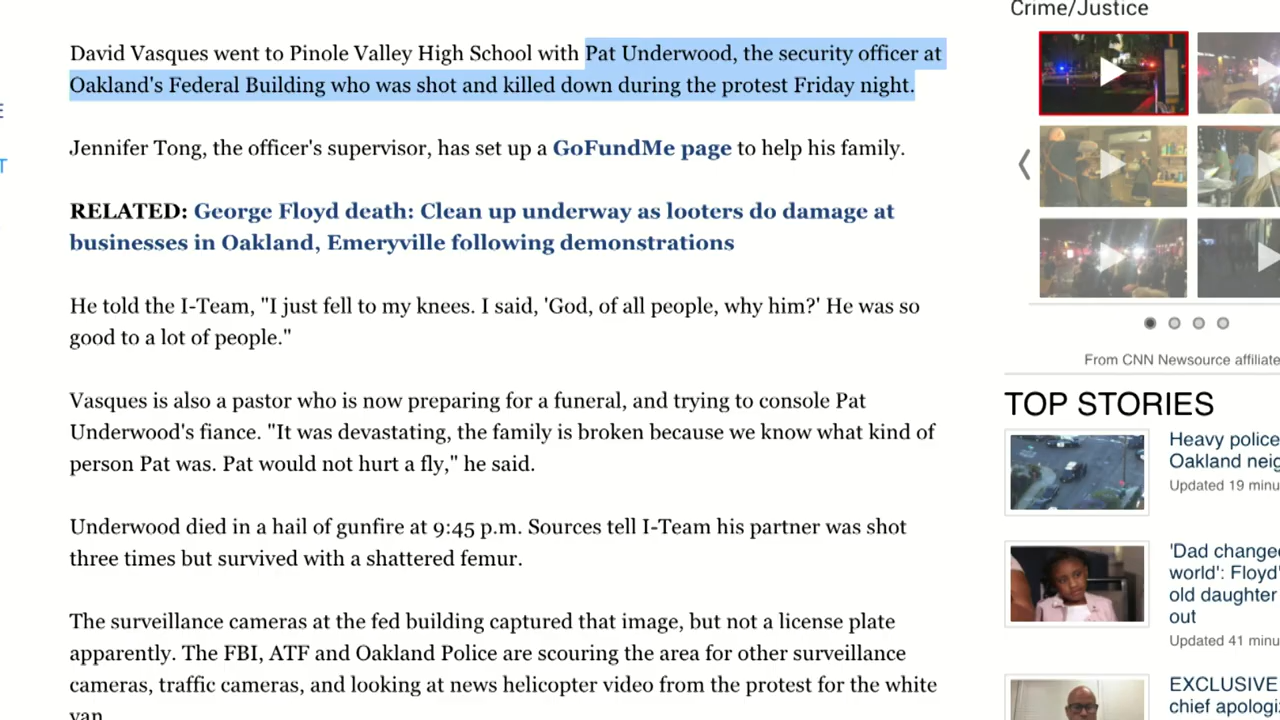 Crime/Justice
David Vasques went to Pinole Valley High School with Pat Underwood, the security officer at
Oakland's Federal Building who was shot and killed down during the protest Friday night.
Jennifer Tong, the officer's supervisor, has set up a GoFundMe page to help his family.
RELATED: George Floyd death: Clean up underway as looters do damage at
businesses in Oakland, Emeryville following demonstrations
He told the I-Team, "I just fell to my knees. I said, 'God, of all people, why him?' He was so
good to a lot of people."
Vasques is also a pastor who is now preparing for a funeral, and trying to console Pat
Underwood's fiance. "It was devastating, the family is broken because we know what kind of
person Pat was. Pat would not hurt a fly," he said.
Underwood died in a hail of gunfire at 9:45 p.m. Sources tell I-Team his partner was shot
three times but survived with a shattered femur.
The surveillance cameras at the fed building captured that image, but not a license plate
apparently. The FBI, ATF and Oakland Police are scouring the area for other surveillance
cameras, traffic cameras, and looking at news helicopter video from the protest for the white
van
From CNN Newsource affiliate
TOP STORIES
Heavy police
Oakland neig
Updated 19 minu
'Dad change
world': Floyd'
old daughter
out
Updated 41 minu
EXCLUSIVE
chief apologi